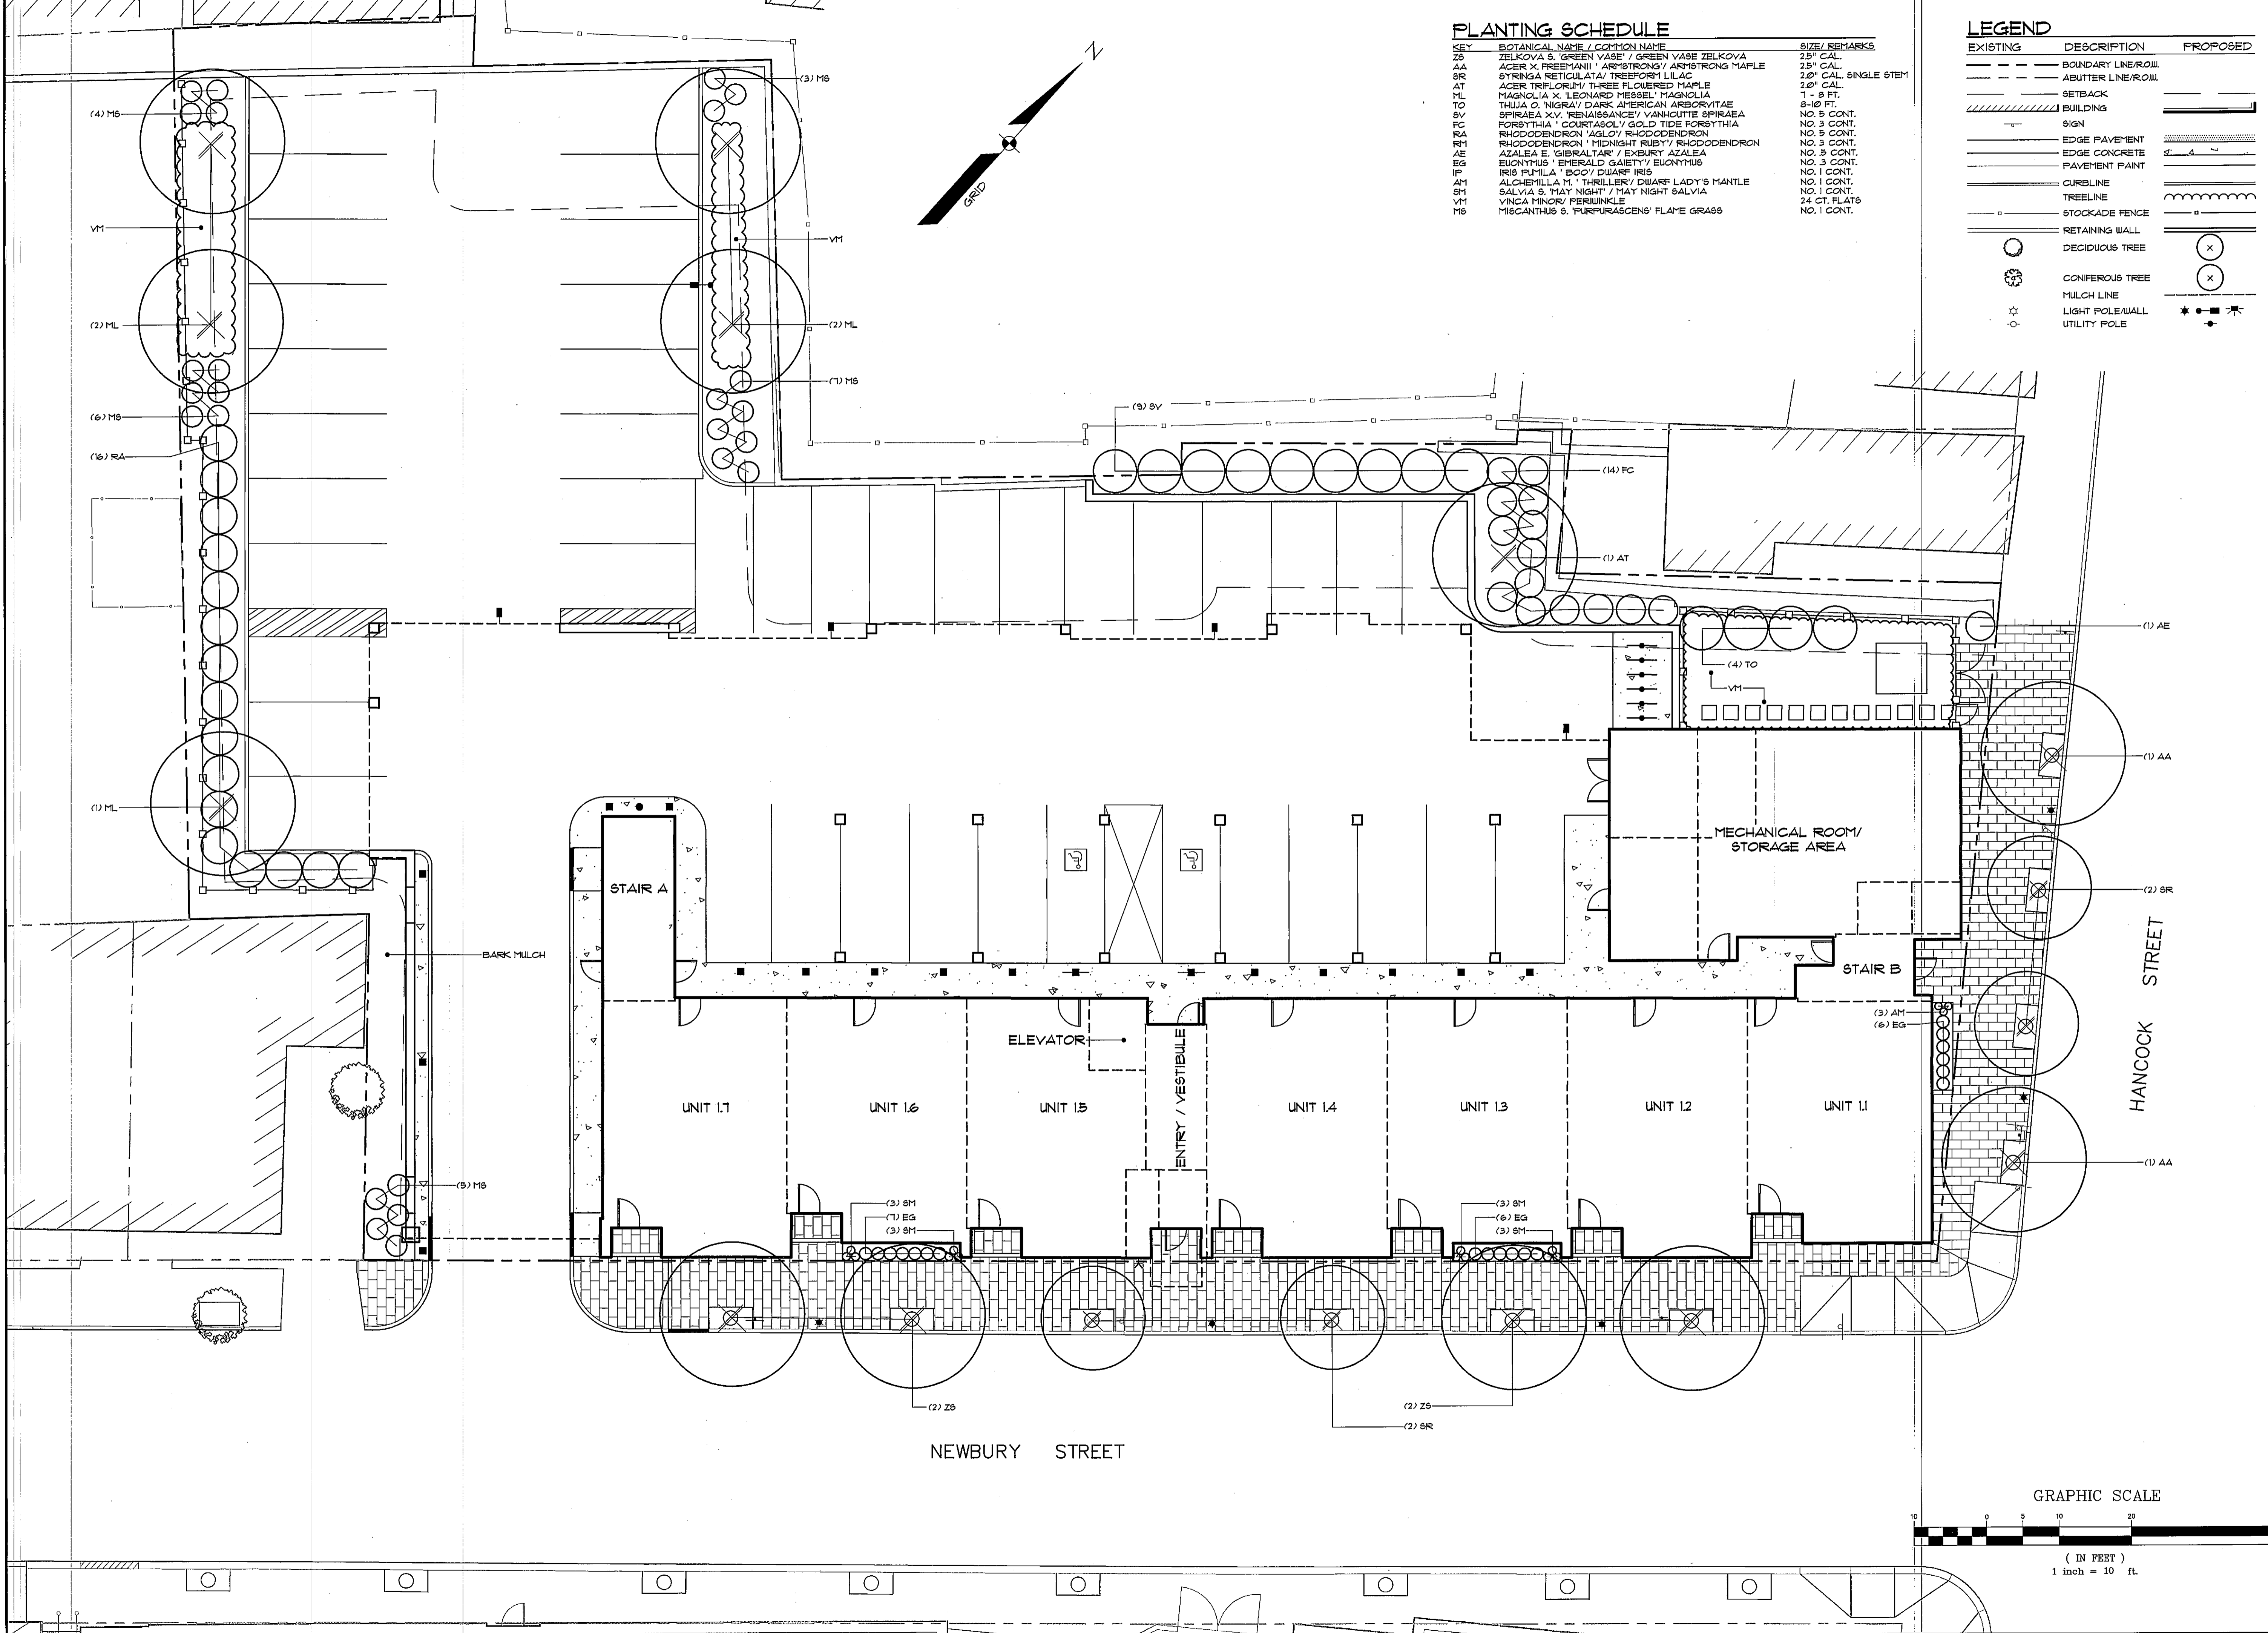 PLANTING SCHEDULE
KEY BOTANICAL NAME / COMMON NAME SIZE/ REMARKS
ZS ZELKOVA S. 'GREEN VASE' / GREEN VASE ZELKOVA 2.5" CAL.
AA ACER X. FREEMANII ' ARMSTRONG'/ ARMSTRONG MAPLE 2.5" CAL.
SR SYRINGA RETICULATA/ TREEFORM LILAC 2.0" CAL. SINGLE STEM
AT ACER TRIFLORUM/ THREE FLOWERED MAPLE 2.0" CAL.
ML MAGNOLIA X. 'LEONARD MESSEL' MAGNOLIA 7 - 8 FT.
TO THUJA O. 'NIGRA'/ DARK AMERICAN ARBORVITAE 8-10 FT.
SV SPIRAEA X.V. 'RENAISSANCE'/ VANHOUTTE SPIRAEA NO. 5 CONT.
FC FORSYTHIA ' COURTASOL'/ GOLD TIDE FORSYTHIA NO. 3 CONT.
RA RHODODENDRON 'AGLO'/ RHODODENDRON NO. 5 CONT.
RM RHODODENDRON ' MIDNIGHT RUBY'/ RHODODENDRON NO. 3 CONT.
AE AZALEA E. 'GIBRALTAR' / EXBURY AZALEA NO. 5 CONT.
EG EUONYMUS ' EMERALD GAIETY'/ EUONYMUS NO. 3 CONT.
IP IRIS PUMILA ' BOO'/ DWARF IRIS NO. 1 CONT.
AM ALCHEMILLA M. ' THRILLER'/ DWARF LADY'S MANTLE NO. 1 CONT.
SM SALVIA S. 'MAY NIGHT' / MAY NIGHT SALVIA NO. 1 CONT.
VM VINCA MINOR/ PERIWINKLE 24 CT. FLATS
MS MISCANTHUS S. 'PURPURASCENS' FLAME GRASS NO. 1 CONT.
LEGEND
EXISTING DESCRIPTION PROPOSED
BOUNDARY LINE/R.O.W.
ABUTTER LINE/R.O.W.
SETBACK
BUILDING
SIGN
EDGE PAVEMENT
EDGE CONCRETE
PAVEMENT PAINT
CURBLINE
TREELINE
STOCKADE FENCE
RETAINING WALL
DECIDUOUS TREE
CONIFEROUS TREE
MULCH LINE
LIGHT POLE/WALL
UTILITY POLE
N
GRID
(3) MS
(4) MS
VM
VM
(2) ML
(2) ML
(7) MS
(6) MS
(16) RA
(9) SV
(14) FC
(1) AT
(1) AE
(4) TO
VM
(1) AA
(1) ML
MECHANICAL ROOM/
STORAGE AREA
STAIR A
(2) SR
BARK MULCH
STAIR B
HANCOCK STREET
(3) AM
(6) EG
ELEVATOR
ENTRY / VESTIBULE
UNIT 1.7
UNIT 1.6
UNIT 1.5
UNIT 1.4
UNIT 1.3
UNIT 1.2
UNIT 1.1
(1) AA
(5) MS
(3) SM
(7) EG
(3) SM
(3) SM
(6) EG
(3) SM
(2) ZS
(2) ZS
(2) SR
NEWBURY STREET
GRAPHIC SCALE
10 0 5 10 20
( IN FEET )
1 inch = 10 ft.